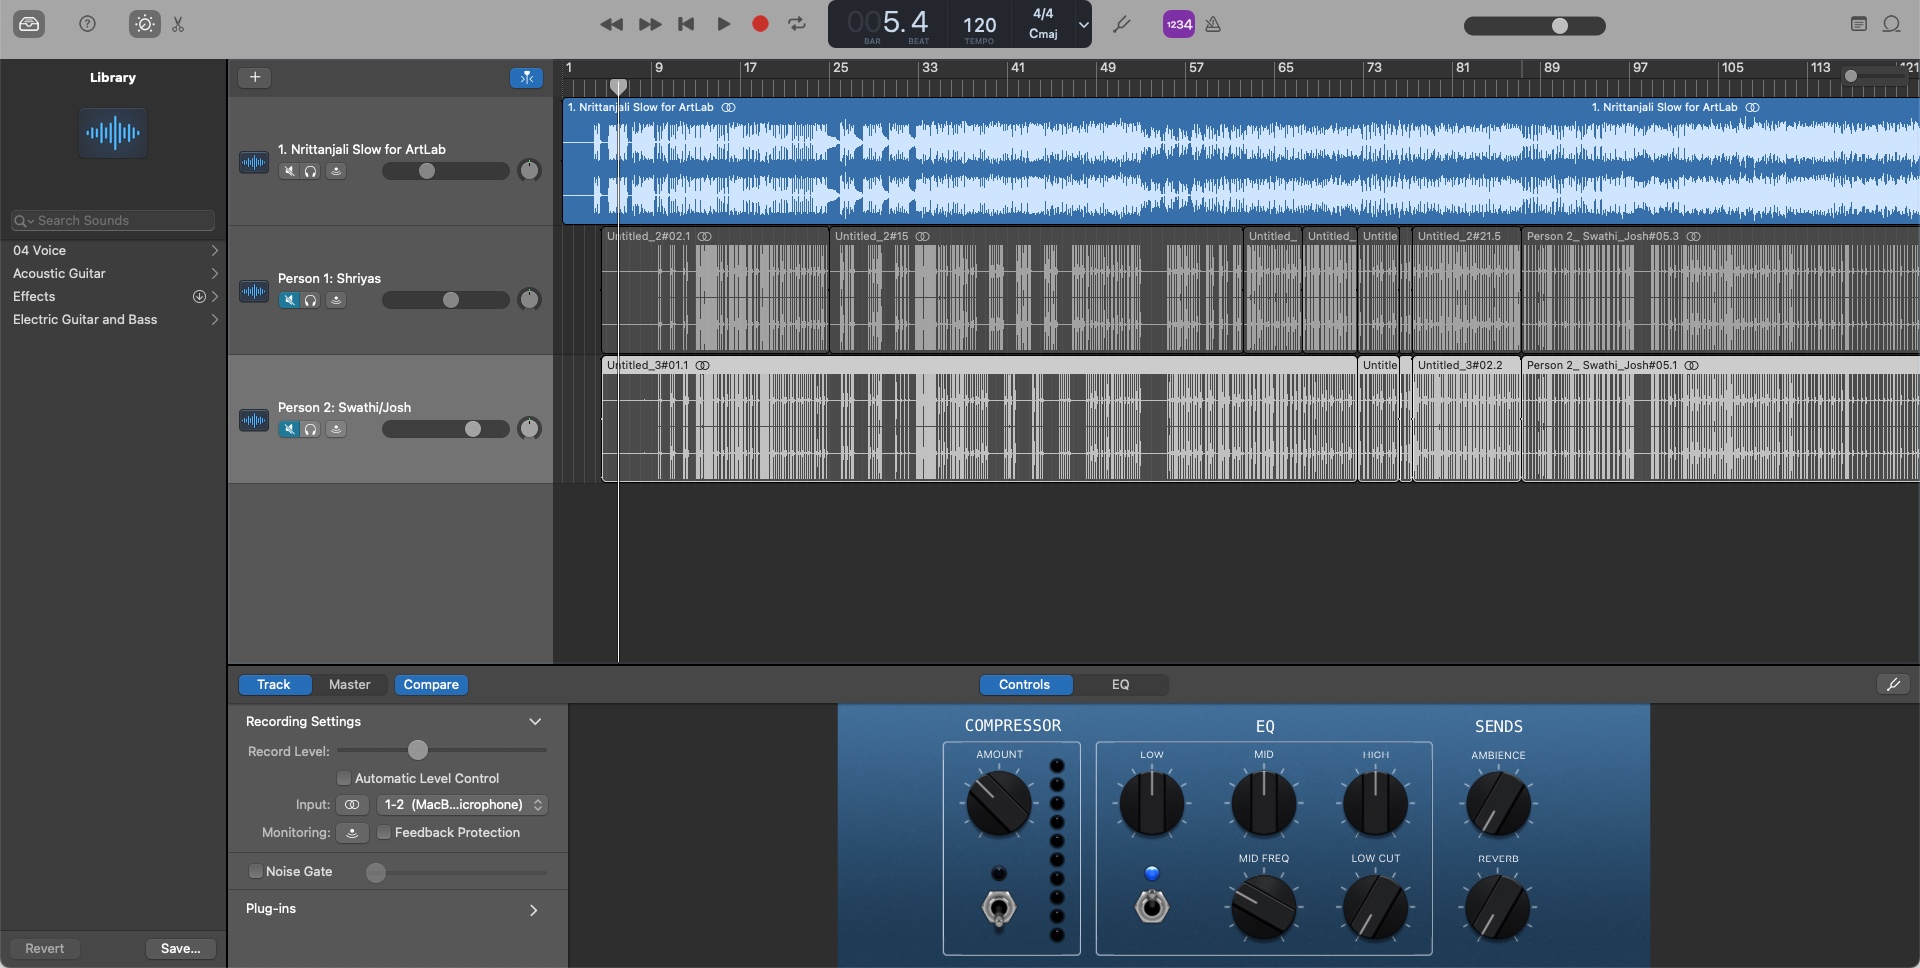 005.4
BAR BEAT
120
TEMPO
4/4
Cmaj
1234
Library
Search Sounds
04 Voice
Acoustic Guitar
Effects
Electric Guitar and Bass
Revert
Save...
1 9 17 25 33 41 49 57 65 73 81 89 97 105 113 121
1. Nrittanjali Slow for ArtLab
1. Nrittanjali Slow for ArtLab
1. Nrittanjali Slow for ArtLab
Person 1: Shriyas
Untitled_2#02.1
Untitled_2#15
Untitled_
Untitled_
Untitle
Untitled_2#21.5
Person 2_ Swathi_Josh#05.3
Person 2: Swathi/Josh
Untitled_3#01.1
Untitle
Untitled_3#02.2
Person 2_ Swathi_Josh#05.1
Track
Master
Compare
Controls
EQ
Recording Settings
Record Level:
Automatic Level Control
Input:
1-2 (MacB...icrophone)
Monitoring:
Feedback Protection
Noise Gate
Plug-ins
COMPRESSOR
AMOUNT
EQ
LOW
MID
HIGH
MID FREQ
LOW CUT
SENDS
AMBIENCE
REVERB